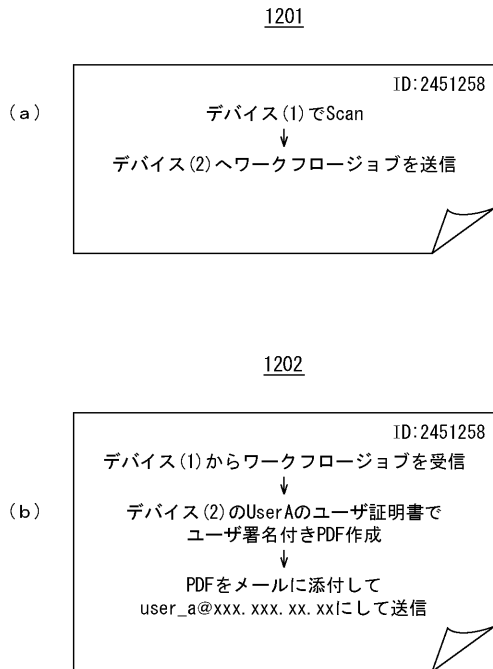 1201
(a)
ID:2451258
デバイス(1)でScan
↓
デバイス(2)へワークフロージョブを送信
1202
(b)
ID:2451258
デバイス(1)からワークフロージョブを受信
↓
デバイス(2)のUserAのユーザ証明書で
ユーザ署名付きPDF作成
↓
PDFをメールに添付して
user_a@xxx.xxx.xx.xxにして送信